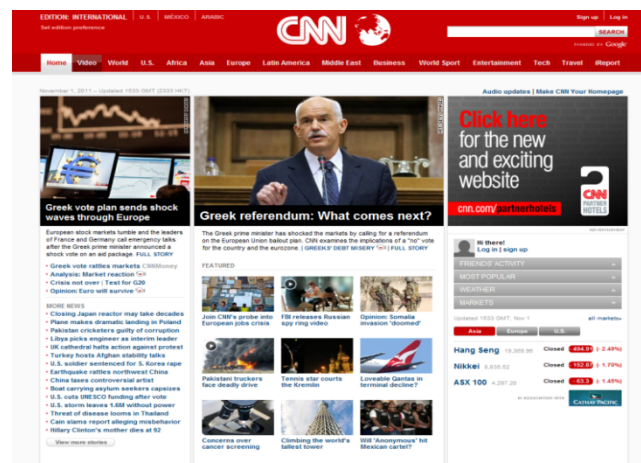 EDITION: INTERNATIONAL U.S. MÉXICO ARABIC
Set edition preference
CNN
Sign up Log in
SEARCH
POWERED BY Google
Home Video World U.S. Africa Asia Europe Latin America Middle East Business World Sport Entertainment Tech Travel iReport
November 1, 2011 -- Updated 1533 GMT (2333 HKT)
Audio updates | Make CNN Your Homepage
Greek vote plan sends shock
waves through Europe
European stock markets tumble and the leaders
of France and Germany call emergency talks
after the Greek prime minister announced a
shock vote on an aid package. FULL STORY
Greek vote rattles markets CNNMoney
Analysis: Market reaction
Crisis not over | Test for G20
Opinion: Euro will survive
MORE NEWS
Closing Japan reactor may take decades
Plane makes dramatic landing in Poland
Pakistan cricketers guilty of corruption
Libya picks engineer as interim leader
UK cathedral halts action against protest
Turkey hosts Afghan stability talks
U.S. soldier sentenced for S. Korea rape
Earthquake rattles northwest China
China taxes controversial artist
Boat carrying asylum seekers capsizes
U.S. cuts UNESCO funding after vote
U.S. storm leaves 1.6M without power
Threat of disease looms in Thailand
Cain slams report alleging misbehavior
Hillary Clinton's mother dies at 92
View more stories
Greek referendum: What comes next?
The Greek prime minister has shocked the markets by calling for a referendum
on the European Union bailout plan. CNN examines the implications of a "no" vote
for the country and the eurozone. | GREEKS' DEBT MISERY | FULL STORY
FEATURED
Join CNN's probe into
European jobs crisis
FBI releases Russian
spy ring video
Opinion: Somalia
invasion 'doomed'
Pakistani truckers
face deadly drive
Tennis star courts
the Kremlin
Loveable Qantas in
terminal decline?
Concerns over
cancer screening
Climbing the world's
tallest tower
Will 'Anonymous' hit
Mexican cartel?
Click here
for the new
and exciting
website
cnn.com/partnerhotels
CNN
PARTNER
HOTELS
ADVERTISEMENT
Hi there!
Log in | sign up
FRIENDS' ACTIVITY
MOST POPULAR
WEATHER
MARKETS
Updated 1533 GMT, Nov 1
all markets
Asia Europe U.S.
Hang Seng Closed
Nikkei Closed
ASX 100 Closed
CATHAY PACIFIC